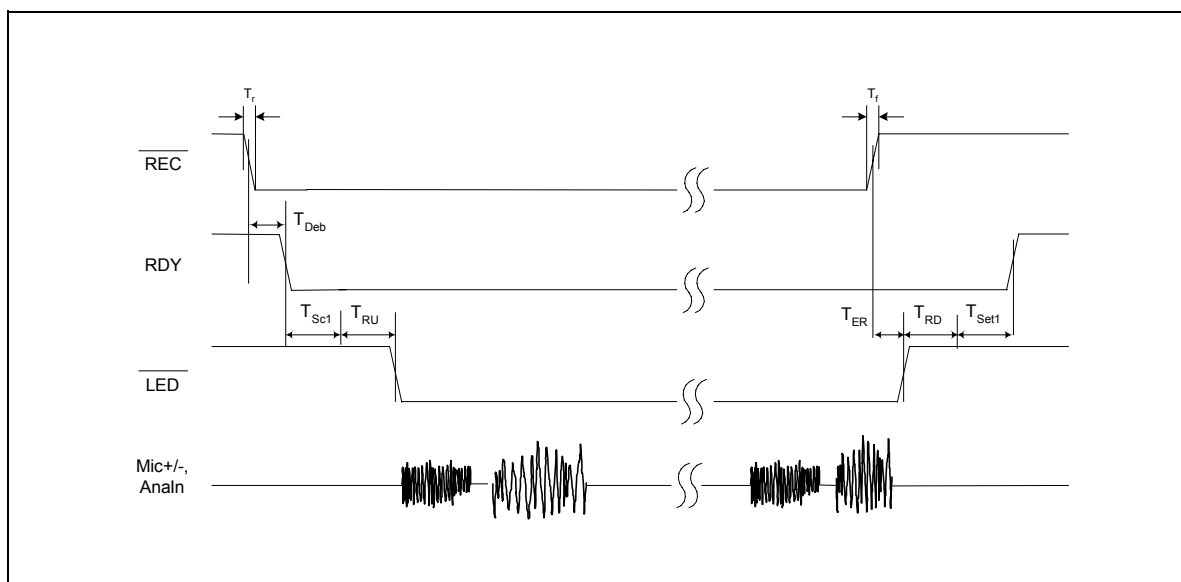 Tr
Tf
REC
TDeb
RDY
TSc1
TRU
TER
TRD
TSet1
LED
Mic+/-,
AnaIn